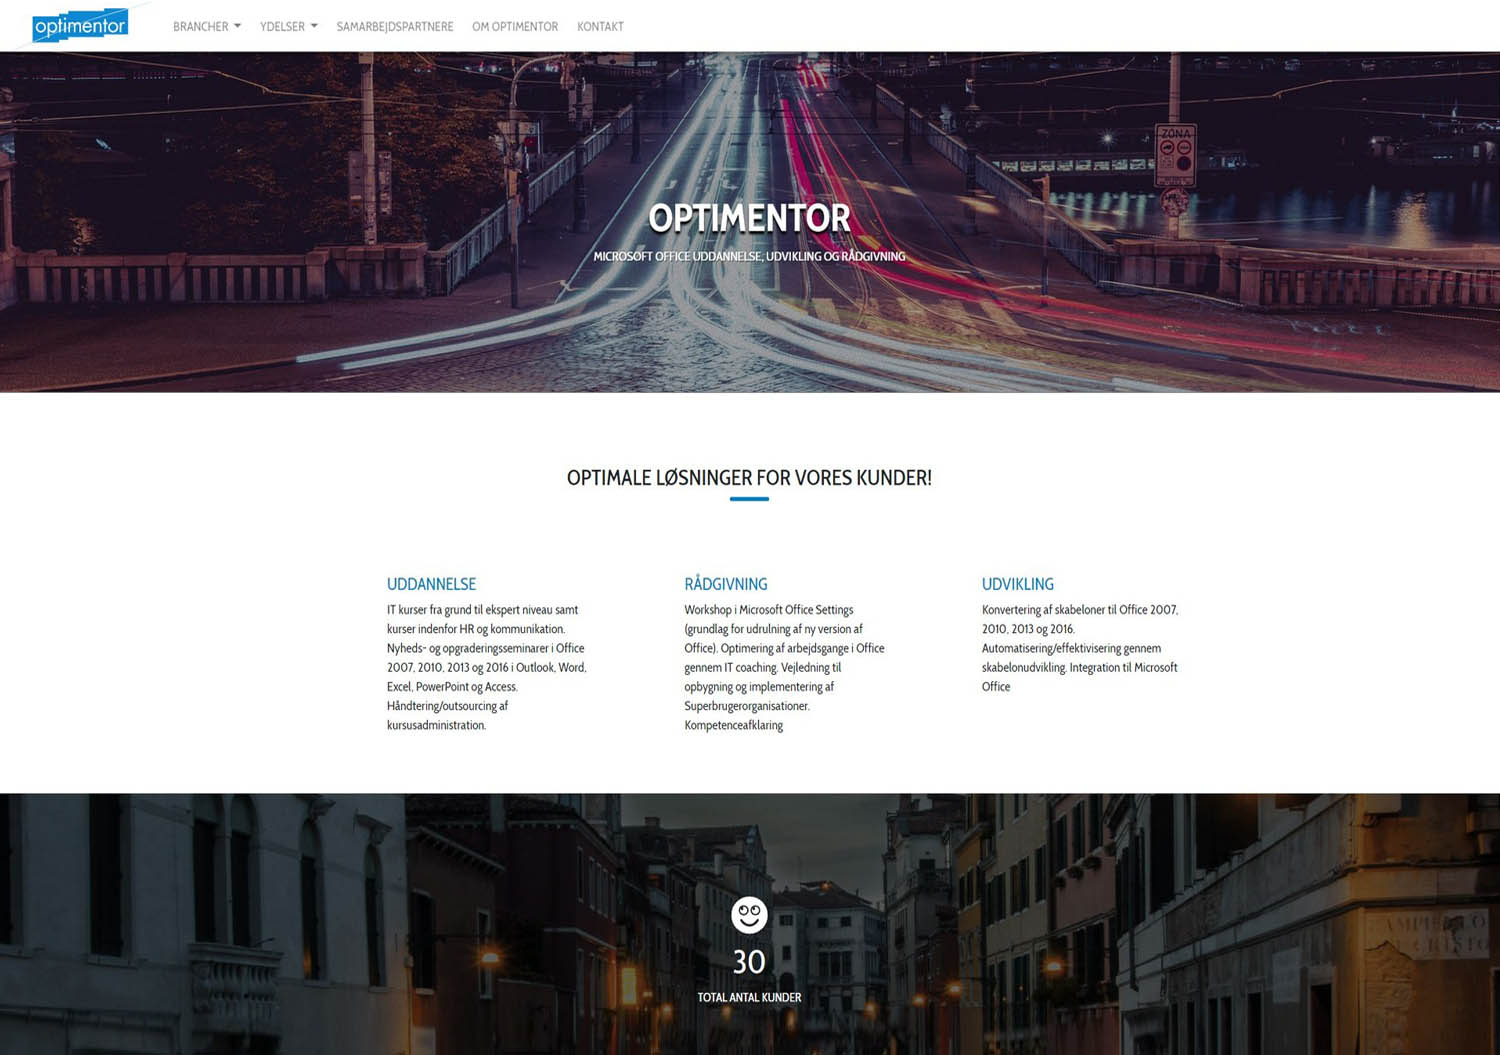 optimentor
BRANCHER YDELSER SAMARBEJDSPARTNERE OM OPTIMENTOR KONTAKT
ZONA
OPTIMENTOR
MICROSOFT OFFICE UDDANNELSE, UDVIKLING OG RÅDGIVNING
OPTIMALE LØSNINGER FOR VORES KUNDER!
UDDANNELSE
IT kurser fra grund til ekspert niveau samt
kurser indenfor HR og kommunikation.
Nyheds- og opgraderingsseminarer i Office
2007, 2010, 2013 og 2016 i Outlook, Word,
Excel, PowerPoint og Access.
Håndtering/outsourcing af
kursusadministration.
RÅDGIVNING
Workshop i Microsoft Office Settings
(grundlag for udrulning af ny version af
Office). Optimering af arbejdsgange i Office
gennem IT coaching. Vejledning til
opbygning og implementering af
Superbrugerorganisationer.
Kompetenceafklaring
UDVIKLING
Konvertering af skabeloner til Office 2007,
2010, 2013 og 2016.
Automatisering/effektivisering gennem
skabelonudvikling. Integration til Microsoft
Office
30
TOTAL ANTAL KUNDER